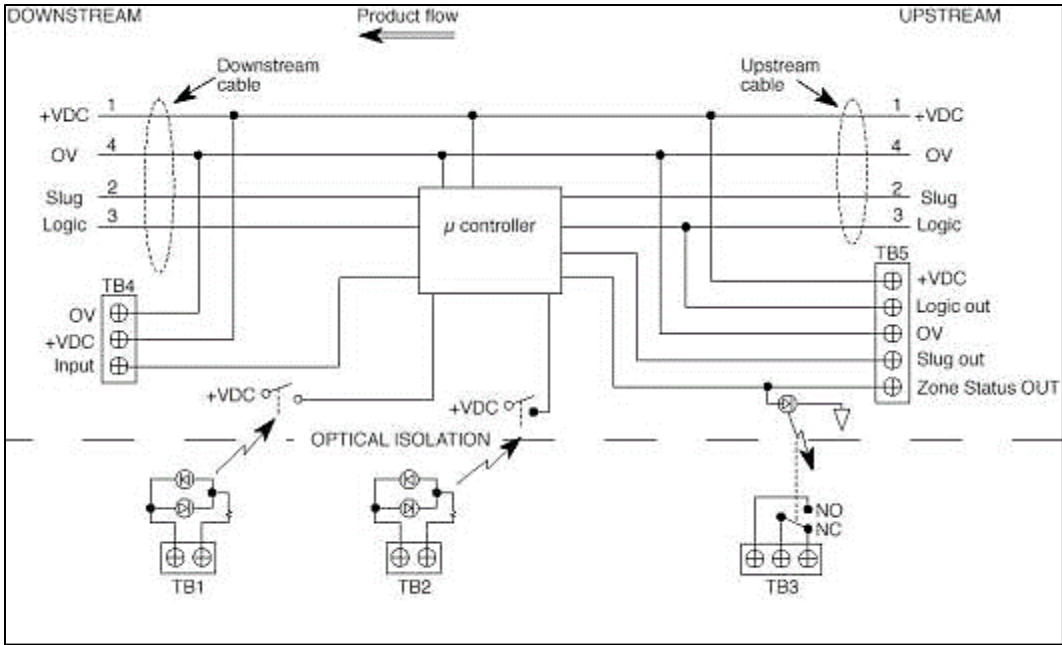 DOWNSTREAM
Product flow
UPSTREAM
Downstream
cable
Upstream
cable
+VDC 1
1 +VDC
OV 4
4 OV
Slug 2
2 Slug
Logic 3
3 Logic
µ controller
TB4
OV
+VDC
Input
TB5
+VDC
Logic out
OV
Slug out
Zone Status OUT
+VDC
+VDC
OPTICAL ISOLATION
NO
NC
TB1
TB2
TB3